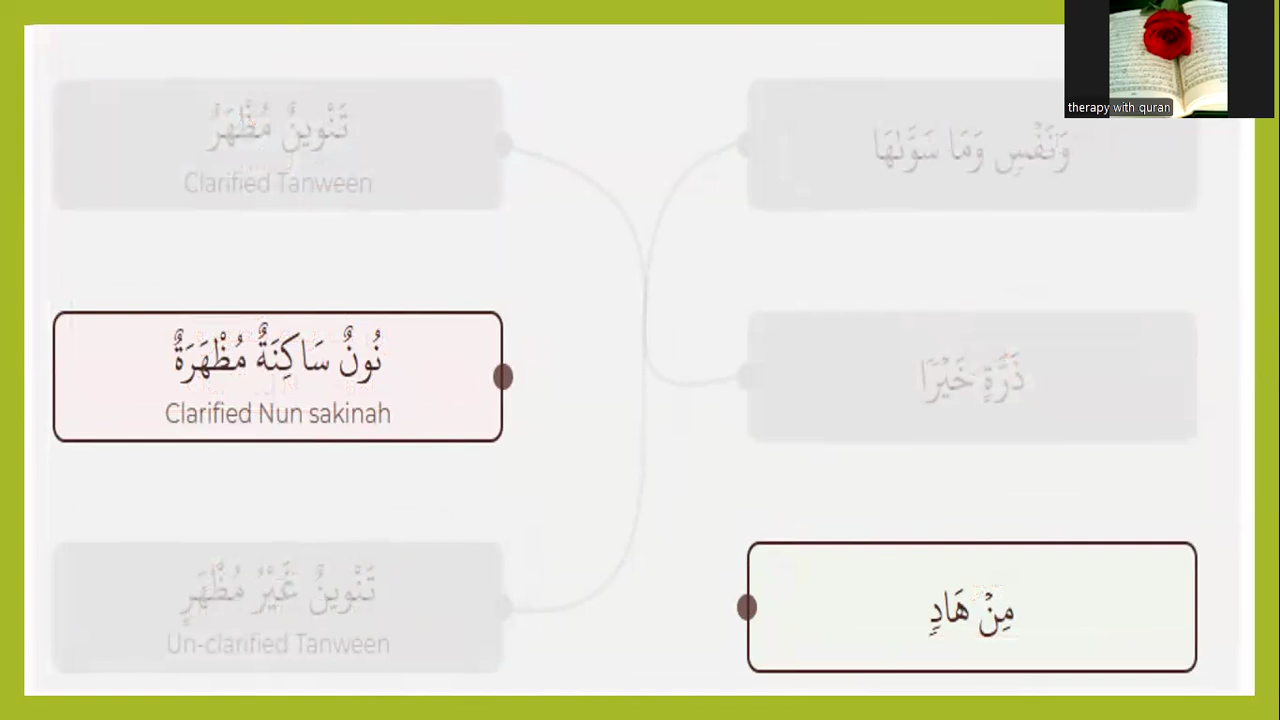 therapy with quran
تَنْوِينٌ مُظْهَرٌ
Clarified Tanween
وَنَفْسٍ وَمَا سَوَّىٰهَا
نُونٌ سَاكِنَةٌ مُظْهَرَةٌ
Clarified Nun sakinah
ذَرَّةٍ خَيْرًا
تَنْوِينٌ غَيْرُ مُظْهَرٍ
Un-clarified Tanween
مِنْ هَادٍ